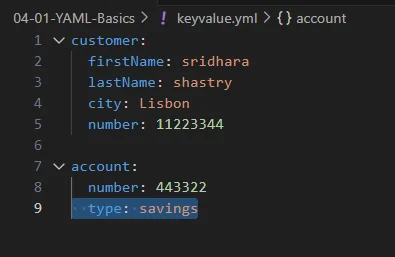 04-01-YAML-Basics > ! keyvalue.yml > {} account
1 customer:
2 firstName: sridhara
3 lastName: shastry
4 city: Lisbon
5 number: 11223344
6
7 account:
8 number: 443322
9 type: savings